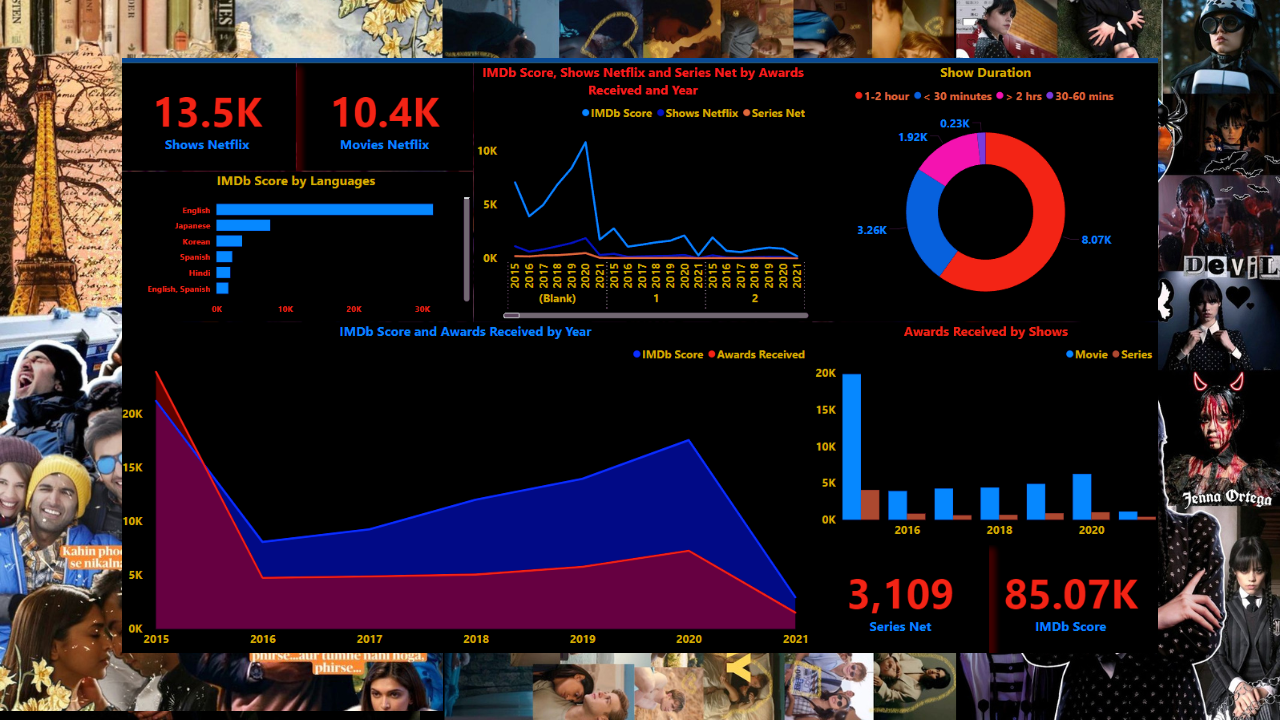 13.5K
Shows Netflix
10.4K
Movies Netflix
IMDb Score by Languages
English
Japanese
Korean
Spanish
Hindi
English, Spanish
0K 10K 20K 30K
IMDb Score, Shows Netflix and Series Net by Awards
Received and Year
IMDb Score Shows Netflix Series Net
10K
5K
0K
2015 2016 2017 2018 2019 2020 2021 2015 2016 2017 2018 2019 2020 2021 2015 2016 2017 2018 2019 2020 2021
(Blank) 1 2
Show Duration
1-2 hour < 30 minutes > 2 hrs 30-60 mins
0.23K
1.92K
3.26K
8.07K
IMDb Score and Awards Received by Year
IMDb Score Awards Received
20K
15K
10K
5K
0K
2015 2016 2017 2018 2019 2020 2021
Awards Received by Shows
Movie Series
20K
15K
10K
5K
0K
2016 2018 2020
3,109
Series Net
85.07K
IMDb Score
DeViL
Jenna Ortega
Kahin
se nikalna
phirse...aur tumne nahi hoga,
phirse...